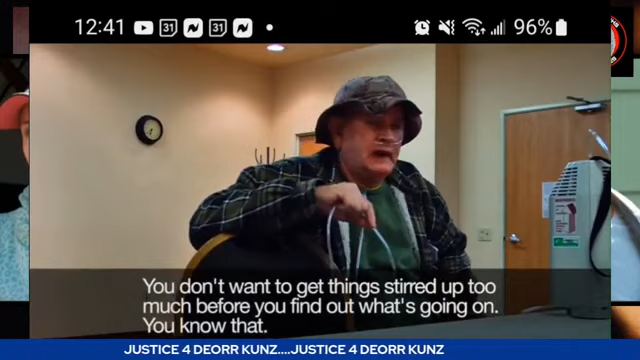 12:41
31
31
96%
You don't want to get things stirred up too
much before you find out what's going on.
You know that.
JUSTICE 4 DEORR KUNZ....JUSTICE 4 DEORR KUNZ